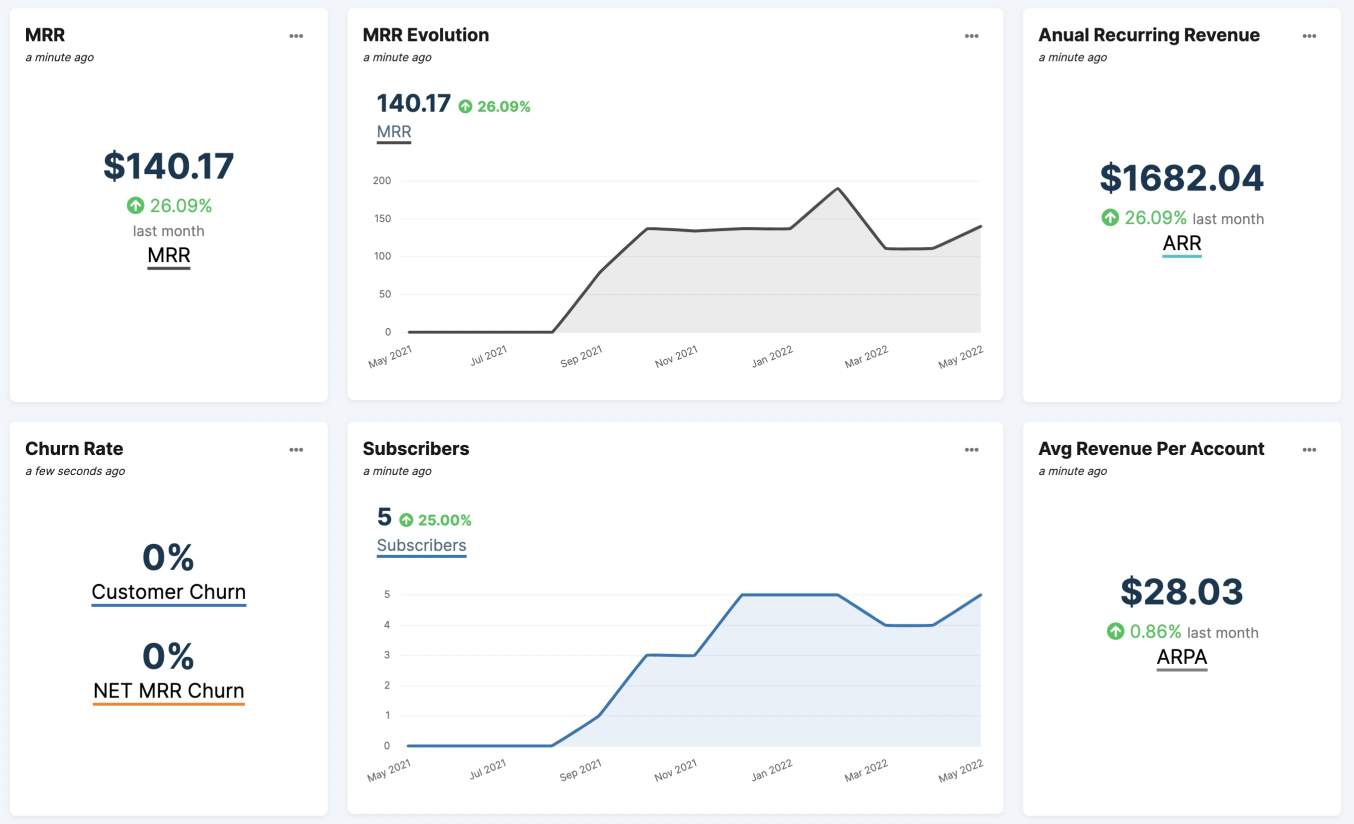 MRR
a minute ago
$140.17
26.09%
last month
MRR
MRR Evolution
a minute ago
140.17 26.09%
MRR
200
150
100
50
0
May 2021 Jul 2021 Sep 2021 Nov 2021 Jan 2022 Mar 2022 May 2022
Anual Recurring Revenue
a minute ago
$1682.04
26.09% last month
ARR
Churn Rate
a few seconds ago
0%
Customer Churn
0%
NET MRR Churn
Subscribers
a minute ago
5 25.00%
Subscribers
5
4
3
2
1
0
May 2021 Jul 2021 Sep 2021 Nov 2021 Jan 2022 Mar 2022 May 2022
Avg Revenue Per Account
a minute ago
$28.03
0.86% last month
ARPA